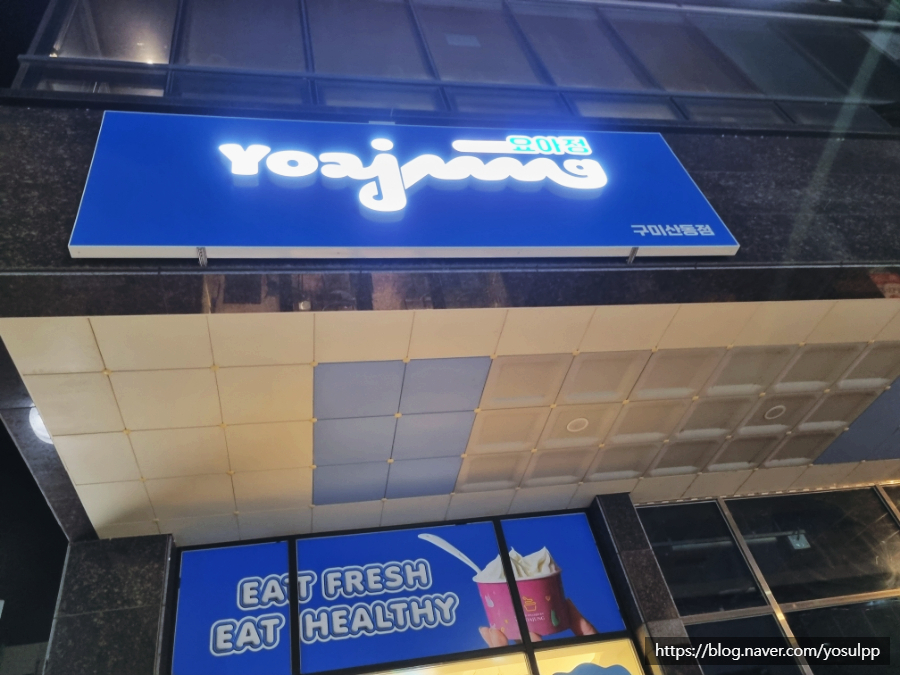 Yoajung
요아정
구미산동점
EAT FRESH
EAT HEALTHY
https://blog.naver.com/yosulpp